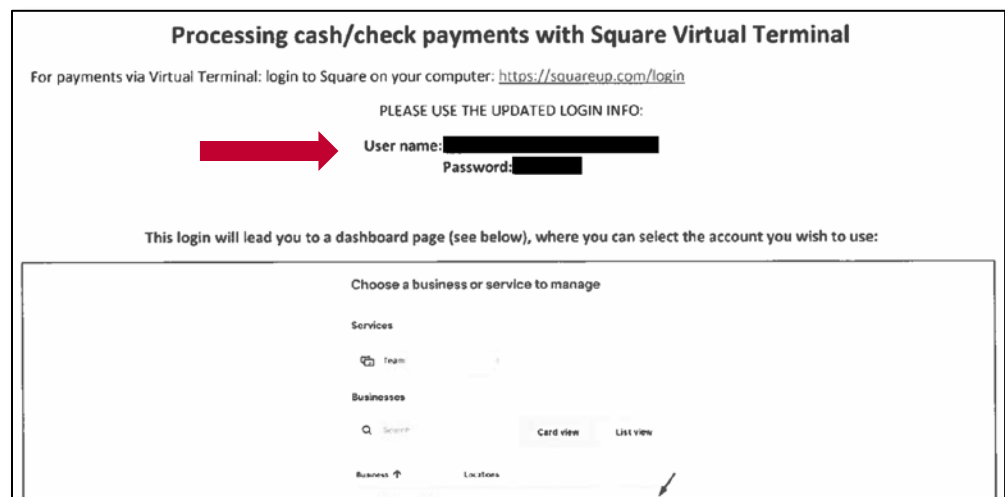 Processing cash/check payments with Square Virtual Terminal
For payments via Virtual Terminal: login to Square on your computer: https://squareup.com/login
PLEASE USE THE UPDATED LOGIN INFO:
User name:
Password:
This login will lead you to a dashboard page (see below), where you can select the account you wish to use:
Choose a business or service to manage
Services
Team
Businesses
Search
Card view List view
Business ↑ Locations